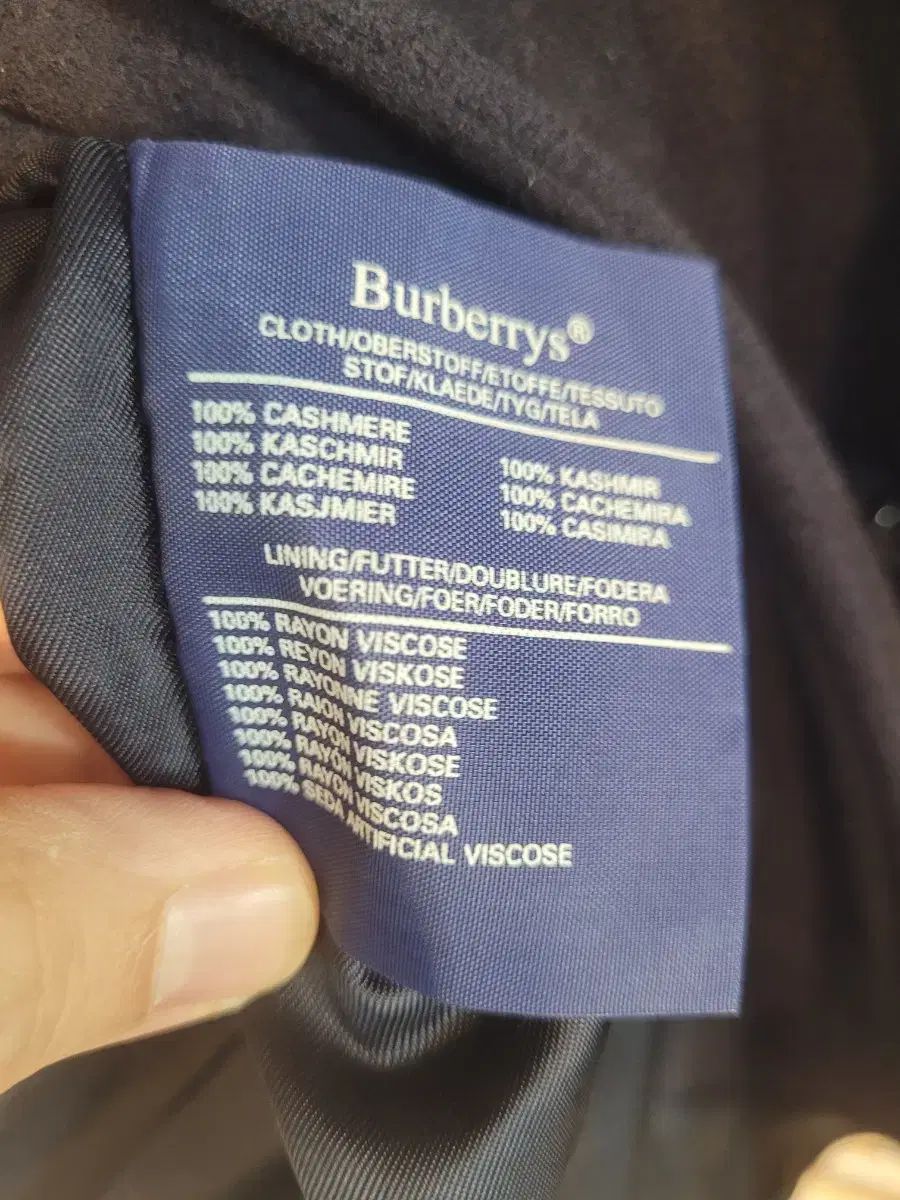 Burberrys®
CLOTH/OBERSTOFF/ETOFFE/TESSUTO
STOF/KLAEDE/TYG/TELA
100% CASHMERE
100% KASCHMIR
100% CACHEMIRE
100% KASJMIER
100% KASHMIR
100% CACHEMIRA
100% CASIMIRA
LINING/FUTTER/DOUBLURE/FODERA
VOERING/FOER/FODER/FORRO
100% RAYON VISCOSE
100% REYON VISKOSE
100% RAYONNE VISCOSE
100% RAION VISCOSA
100% RAYON VISKOSE
100% RAYON VISKOS
100% RAYON VISCOSA
100% SEDA ARTIFICIAL VISCOSE